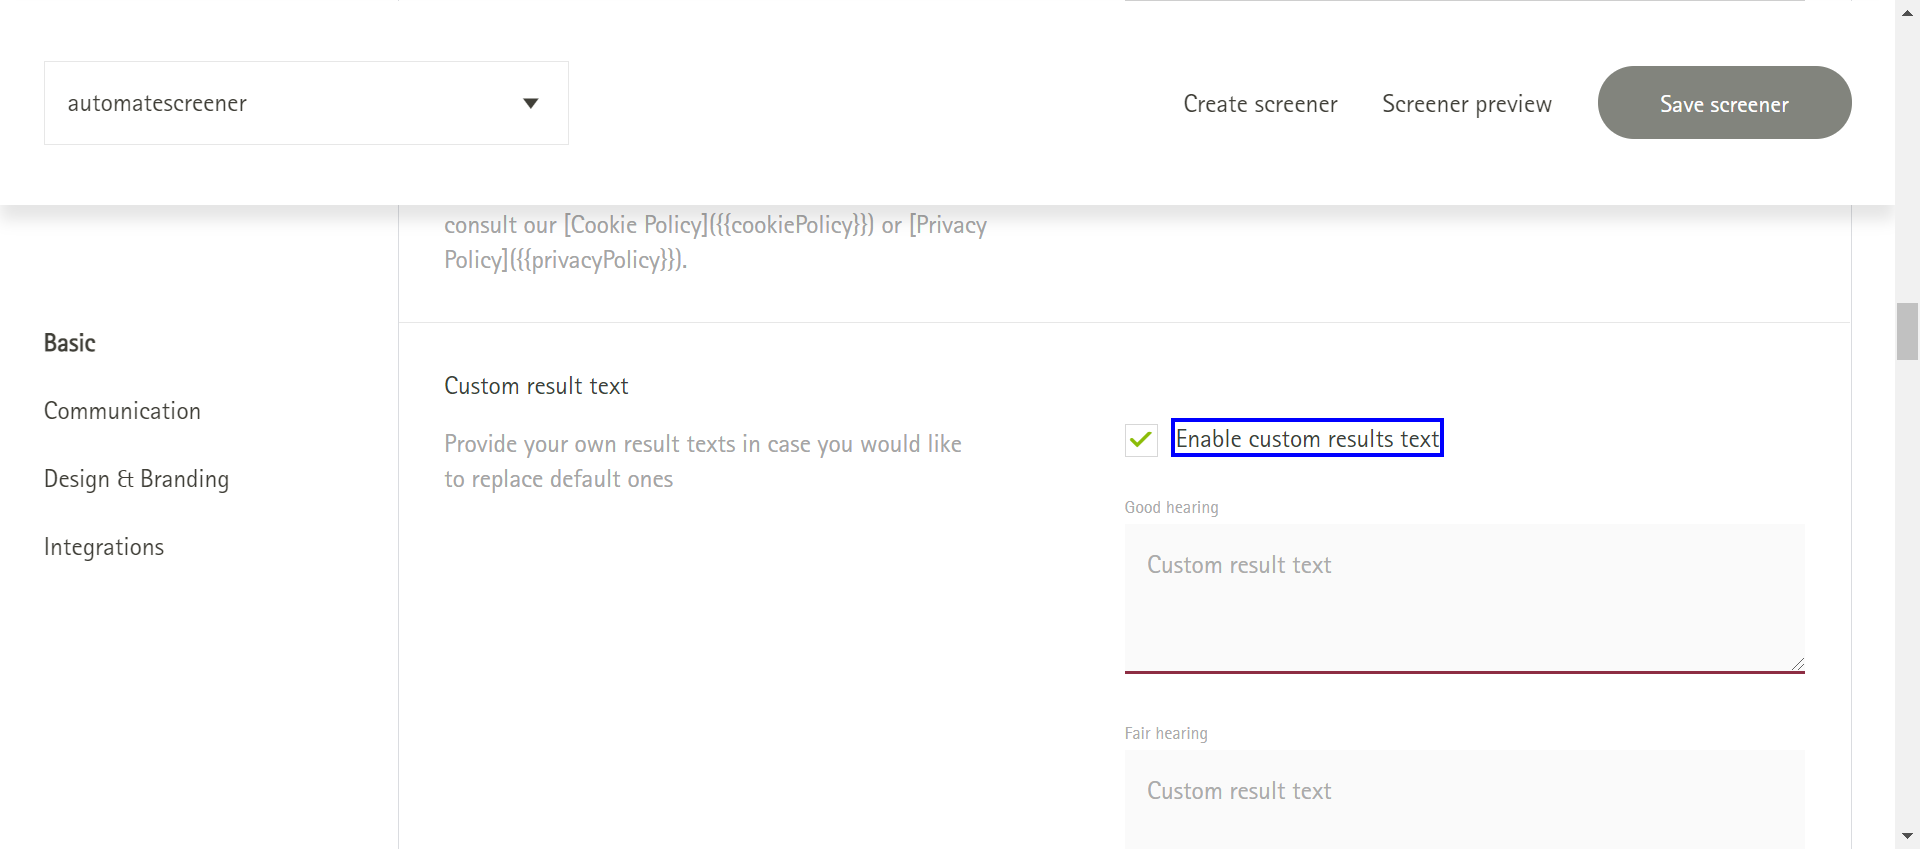 automatescreener
Create screener
Screener preview
Save screener
consult our [Cookie Policy]({{cookiePolicy}}) or [Privacy
Policy]({{privacyPolicy}}).
Basic
Communication
Design & Branding
Integrations
Custom result text
Provide your own result texts in case you would like
to replace default ones
Enable custom results text
Good hearing
Custom result text
Fair hearing
Custom result text